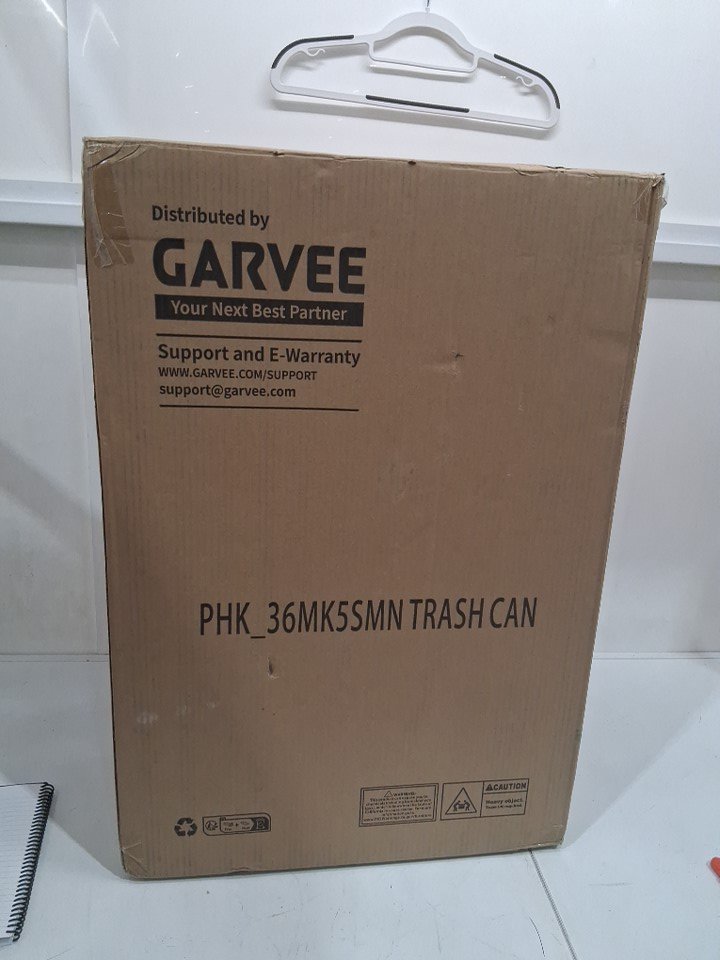 Distributed by
GARVEE
Your Next Best Partner
Support and E-Warranty
WWW.GARVEE.COM/SUPPORT
support@garvee.com
PHK_36MK5SMN TRASH CAN
WARNING:
CAUTION
Heavy object.